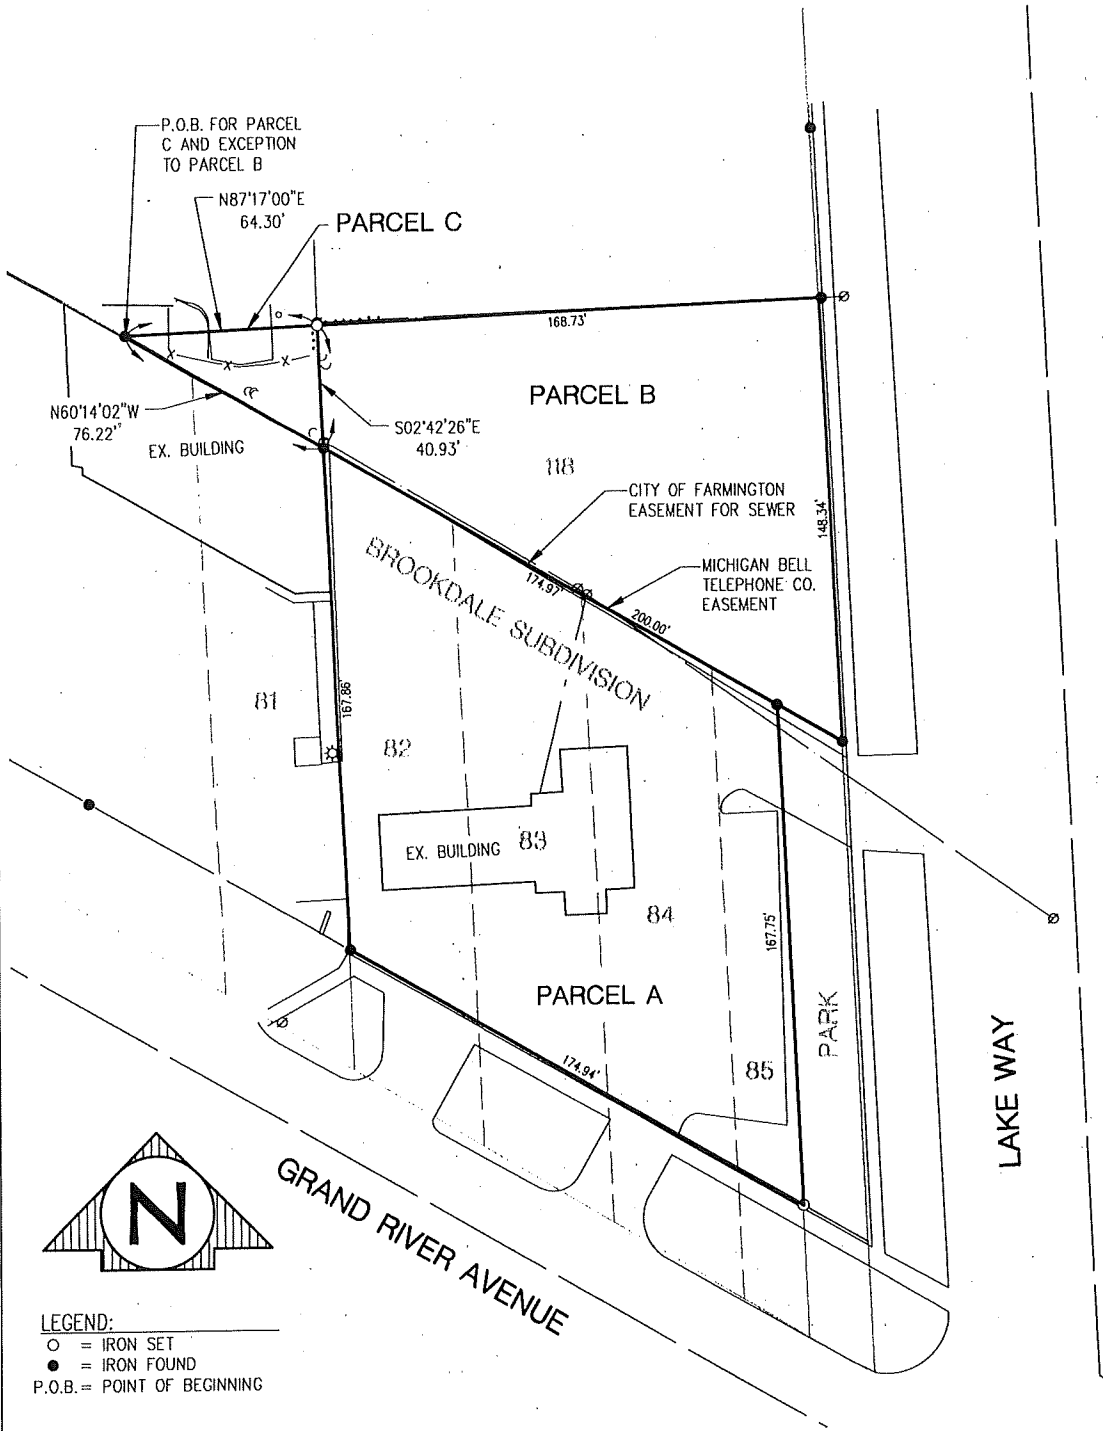 P.O.B. FOR PARCEL
C AND EXCEPTION
TO PARCEL B
N87°17'00"E
64.30'
PARCEL C
168.73'
PARCEL B
N60°14'02"W
76.22'
EX. BUILDING
S02°42'26"E
40.93'
118
CITY OF FARMINGTON
EASEMENT FOR SEWER
148.34'
BROOKDALE SUBDIVISION
174.97'
MICHIGAN BELL
TELEPHONE CO.
EASEMENT
200.00'
81
167.86'
82
EX. BUILDING
83
84
167.75'
PARCEL A
PARK
85
174.94'
LAKE WAY
N
GRAND RIVER AVENUE
LEGEND:
O = IRON SET
● = IRON FOUND
P.O.B. = POINT OF BEGINNING